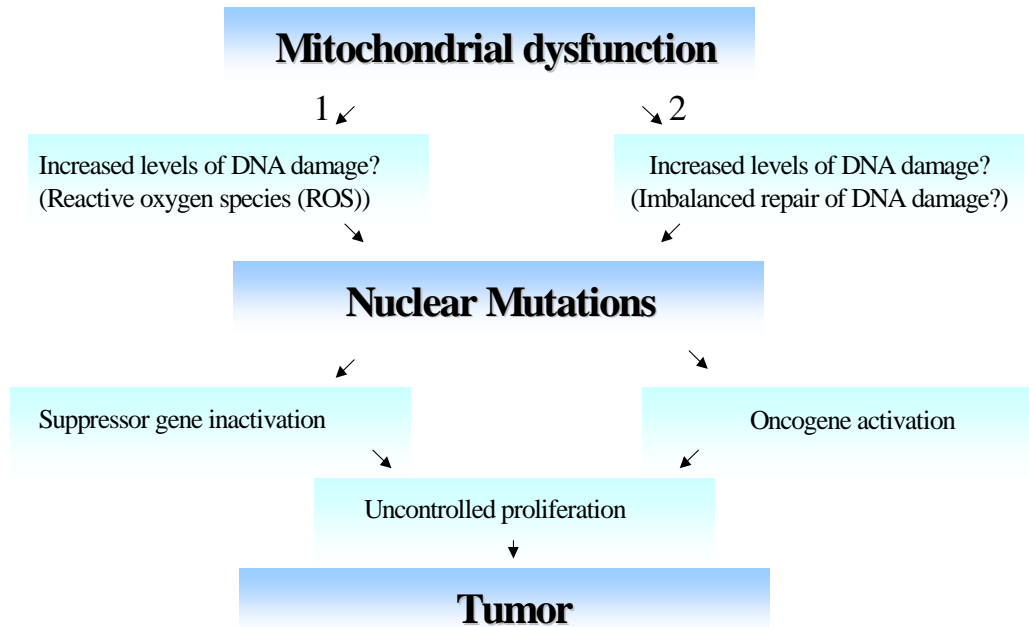 Mitochondrial dysfunction
1
2
Increased levels of DNA damage?
(Reactive oxygen species (ROS))
Increased levels of DNA damage?
(Imbalanced repair of DNA damage?)
Nuclear Mutations
Suppressor gene inactivation
Oncogene activation
Uncontrolled proliferation
Tumor